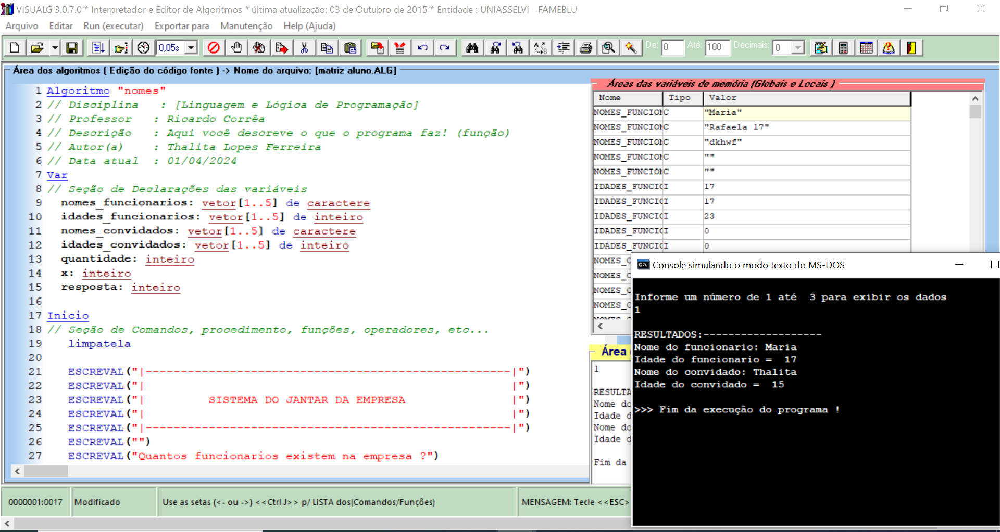 VISUALG 3.0.7.0 * Interpretador e Editor de Algoritmos * última atualização: 03 de Outubro de 2015 * Entidade : UNIASSELVI - FAMEBLU
Arquivo Editar Run (executar) Exportar para Manutenção Help (Ajuda)
0,05s De: 0 Até: 100 Decimais: 0
Área dos algoritmos ( Edição do código fonte ) -> Nome do arquivo: [matriz aluno.ALG]
1 Algoritmo "nomes"
2 // Disciplina   : [Linguagem e Lógica de Programação]
3 // Professor   : Ricardo Corrêa
4 // Descrição   : Aqui você descreve o que o programa faz! (função)
5 // Autor(a)    : Thalita Lopes Ferreira
6 // Data atual  : 01/04/2024
7 Var
8 // Seção de Declarações das variáveis
9 nomes_funcionarios: vetor[1..5] de caractere
10 idades_funcionarios: vetor[1..5] de inteiro
11 nomes_convidados: vetor[1..5] de caractere
12 idades_convidados: vetor[1..5] de inteiro
13 quantidade: inteiro
14 x: inteiro
15 resposta: inteiro
16
17 Inicio
18 // Seção de Comandos, procedimento, funções, operadores, etc...
19 limpatela
20
21 ESCREVAL("|----------------------------------------------------|")
22 ESCREVAL("|                                                    |")
23 ESCREVAL("|         SISTEMA DO JANTAR DA EMPRESA               |")
24 ESCREVAL("|                                                    |")
25 ESCREVAL("|----------------------------------------------------|")
26 ESCREVAL("")
27 ESCREVAL("Quantos funcionarios existem na empresa ?")
Áreas das variáveis de memória (Globais e Locais )
Nome Tipo Valor
NOMES_FUNCION C "Maria"
NOMES_FUNCION C "Rafaela 17"
NOMES_FUNCION C "dkhwf"
NOMES_FUNCION C ""
NOMES_FUNCION C ""
IDADES_FUNCI I 17
IDADES_FUNCI I 17
IDADES_FUNCI I 23
IDADES_FUNCI I 0
IDADES_FUNCI I 0
NOMES_C
NOMES_C
NOMES_C
NOMES_C
Área
1
RESULTA
Nome do
Idade d
Nome do
Idade d
Fim da
Console simulando o modo texto do MS-DOS
Informe um número de 1 até  3 para exibir os dados
1
RESULTADOS:-------------------
Nome do funcionario: Maria
Idade do funcionario =  17
Nome do convidado: Thalita
Idade do convidado =  15
>>> Fim da execução do programa !
0000001:0017 Modificado Use as setas (<- ou ->) <<Ctrl J>> p/ LISTA dos(Comandos/Funções) MENSAGEM: Tecle <<ESC>